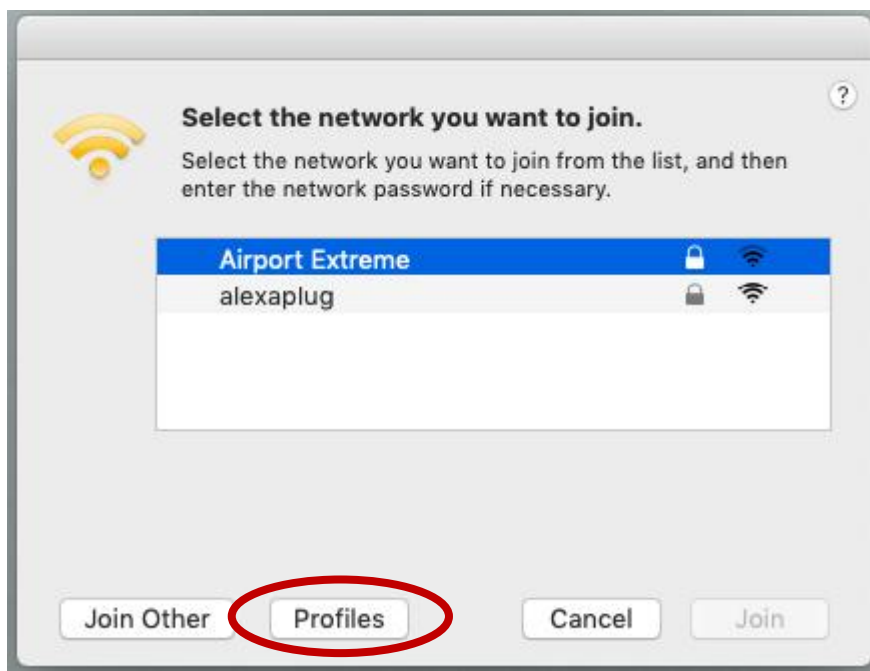 ?
Select the network you want to join.
Select the network you want to join from the list, and then
enter the network password if necessary.
Airport Extreme
alexaplug
Join Other Profiles Cancel Join